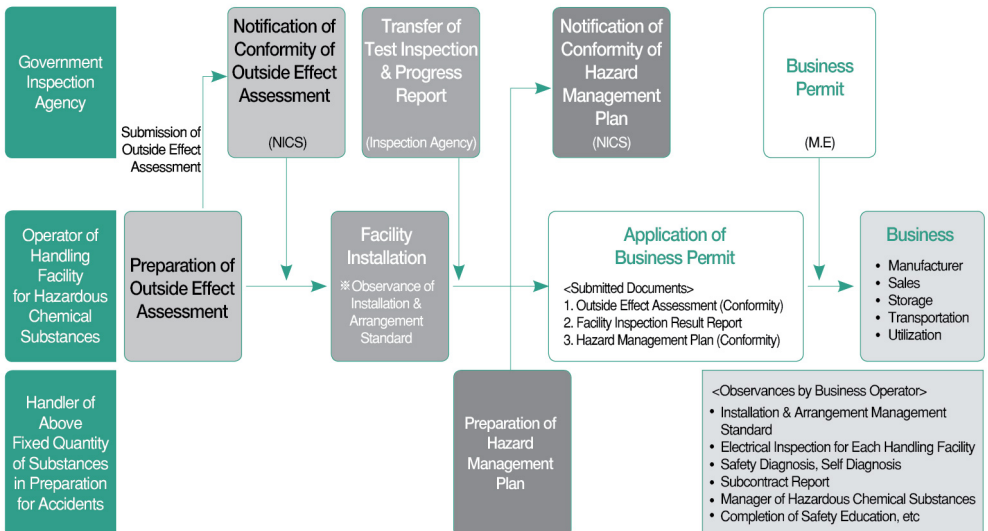 Government
Inspection
Agency
Submission of
Outside Effect
Assessment
Notification of
Conformity of
Outside Effect
Assessment
(NICS)
Transfer of
Test Inspection
& Progress
Report
(Inspection Agency)
Notification of
Conformity of
Hazard
Management
Plan
(NICS)
Business
Permit
(M.E)
Operator of
Handling
Facility
for Hazardous
Chemical
Substances
Preparation of
Outside Effect
Assessment
Facility
Installation
※Observance of
Installation &
Arrangement
Standard
Application of
Business Permit
<Submitted Documents>
1. Outside Effect Assessment (Conformity)
2. Facility Inspection Result Report
3. Hazard Management Plan (Conformity)
Business
• Manufacturer
• Sales
• Storage
• Transportation
• Utilization
Handler of
Above
Fixed Quantity
of Substances
in Preparation
for Accidents
Preparation of
Hazard
Management
Plan
<Observances by Business Operator>
• Installation & Arrangement Management
Standard
• Electrical Inspection for Each Handling Facility
• Safety Diagnosis, Self Diagnosis
• Subcontract Report
• Manager of Hazardous Chemical Substances
• Completion of Safety Education, etc